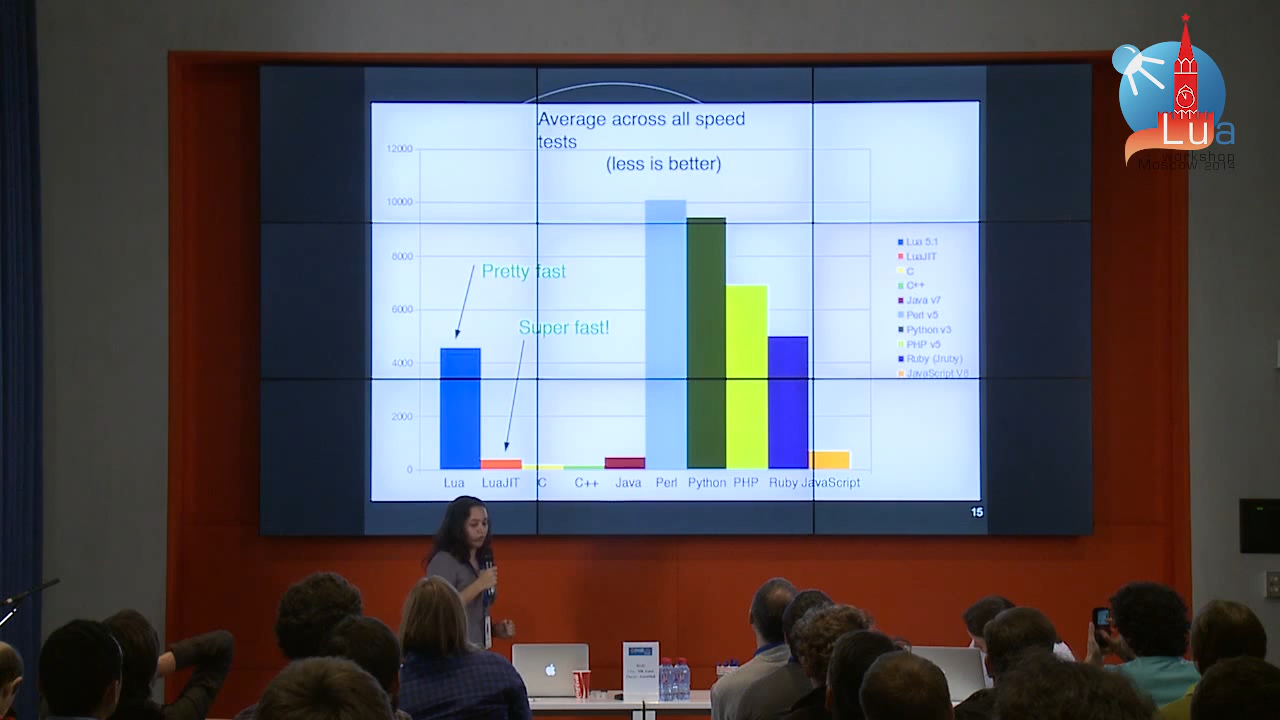 Average across all speed
tests
(less is better)
12000
10000
8000
6000
4000
2000
0
Pretty fast
Super fast!
Lua
LuaJIT
C
C++
Java
Perl
Python
PHP
Ruby
JavaScript
Lua 5.1
LuaJIT
C
C++
Java v7
Perl v5
Python v3
PHP v5
Ruby (Jruby)
JavaScript V8
15
Lua
Workshop
Moscow 2014